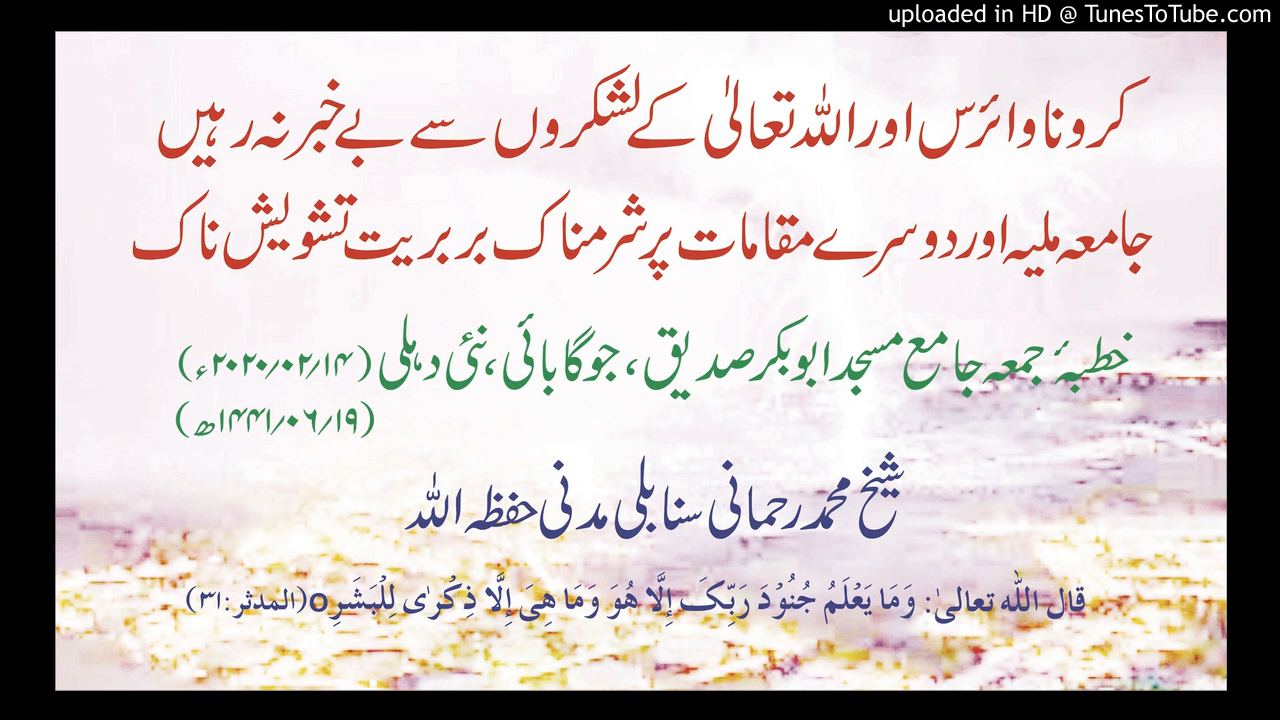 uploaded in HD @ TunesToTube.com
کرونا وائرس اور اللہ تعالیٰ کے لشکروں سے بے خبر نہ رہیں
جامعہ ملیہ اور دوسرے مقامات پر شرمناک بربریت تشویش ناک
خطبۂ جمعہ جامع مسجد ابوبکر صدیق، جوگابائی، نئی دہلی (۲۰۲۰/۰۲/۱۴ء)
(۱۴۴۱/۰۶/۱۹ھ)
شیخ محمد رحمانی سنابلی مدنی حفظہ اللہ
قال اللہ تعالیٰ: وَمَا يَعْلَمُ جُنُوْدَ رَبِّكَ إِلَّا هُوَ وَمَا هِىَ إِلَّا ذِكْرٰى لِلْبَشَرِo(المدثر:۳۱)